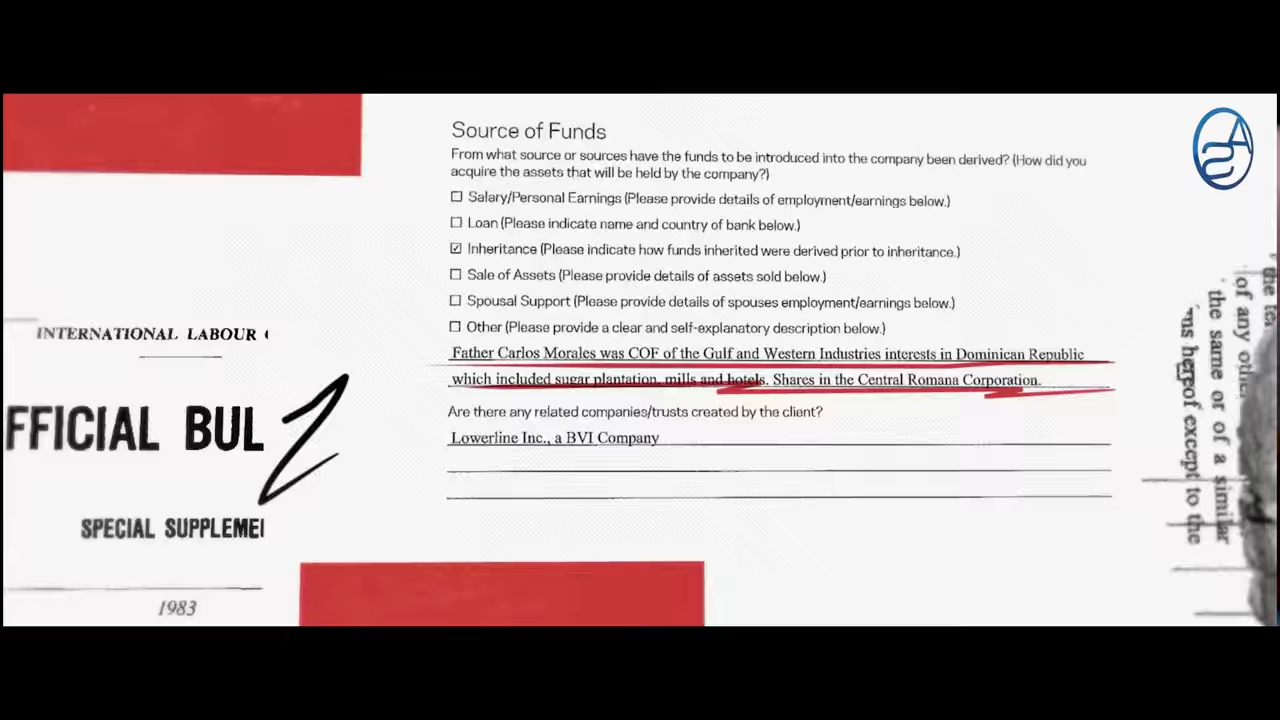 Source of Funds
From what source or sources have the funds to be introduced into the company been derived? (How did you
acquire the assets that will be held by the company?)
☐ Salary/Personal Earnings (Please provide details of employment/earnings below.)
☐ Loan (Please indicate name and country of bank below.)
☑ Inheritance (Please indicate how funds inherited were derived prior to inheritance.)
☐ Sale of Assets (Please provide details of assets sold below.)
☐ Spousal Support (Please provide details of spouses employment/earnings below.)
☐ Other (Please provide a clear and self-explanatory description below.)
Father Carlos Morales was COF of the Gulf and Western Industries interests in Dominican Republic
which included sugar plantation, mills and hotels. Shares in the Central Romana Corporation.
Are there any related companies/trusts created by the client?
Lowerline Inc., a BVI Company
INTERNATIONAL LABOUR
FFICIAL BUL
SPECIAL SUPPLEME
1983
the
of any other
the same or of a similar
hereof except to the